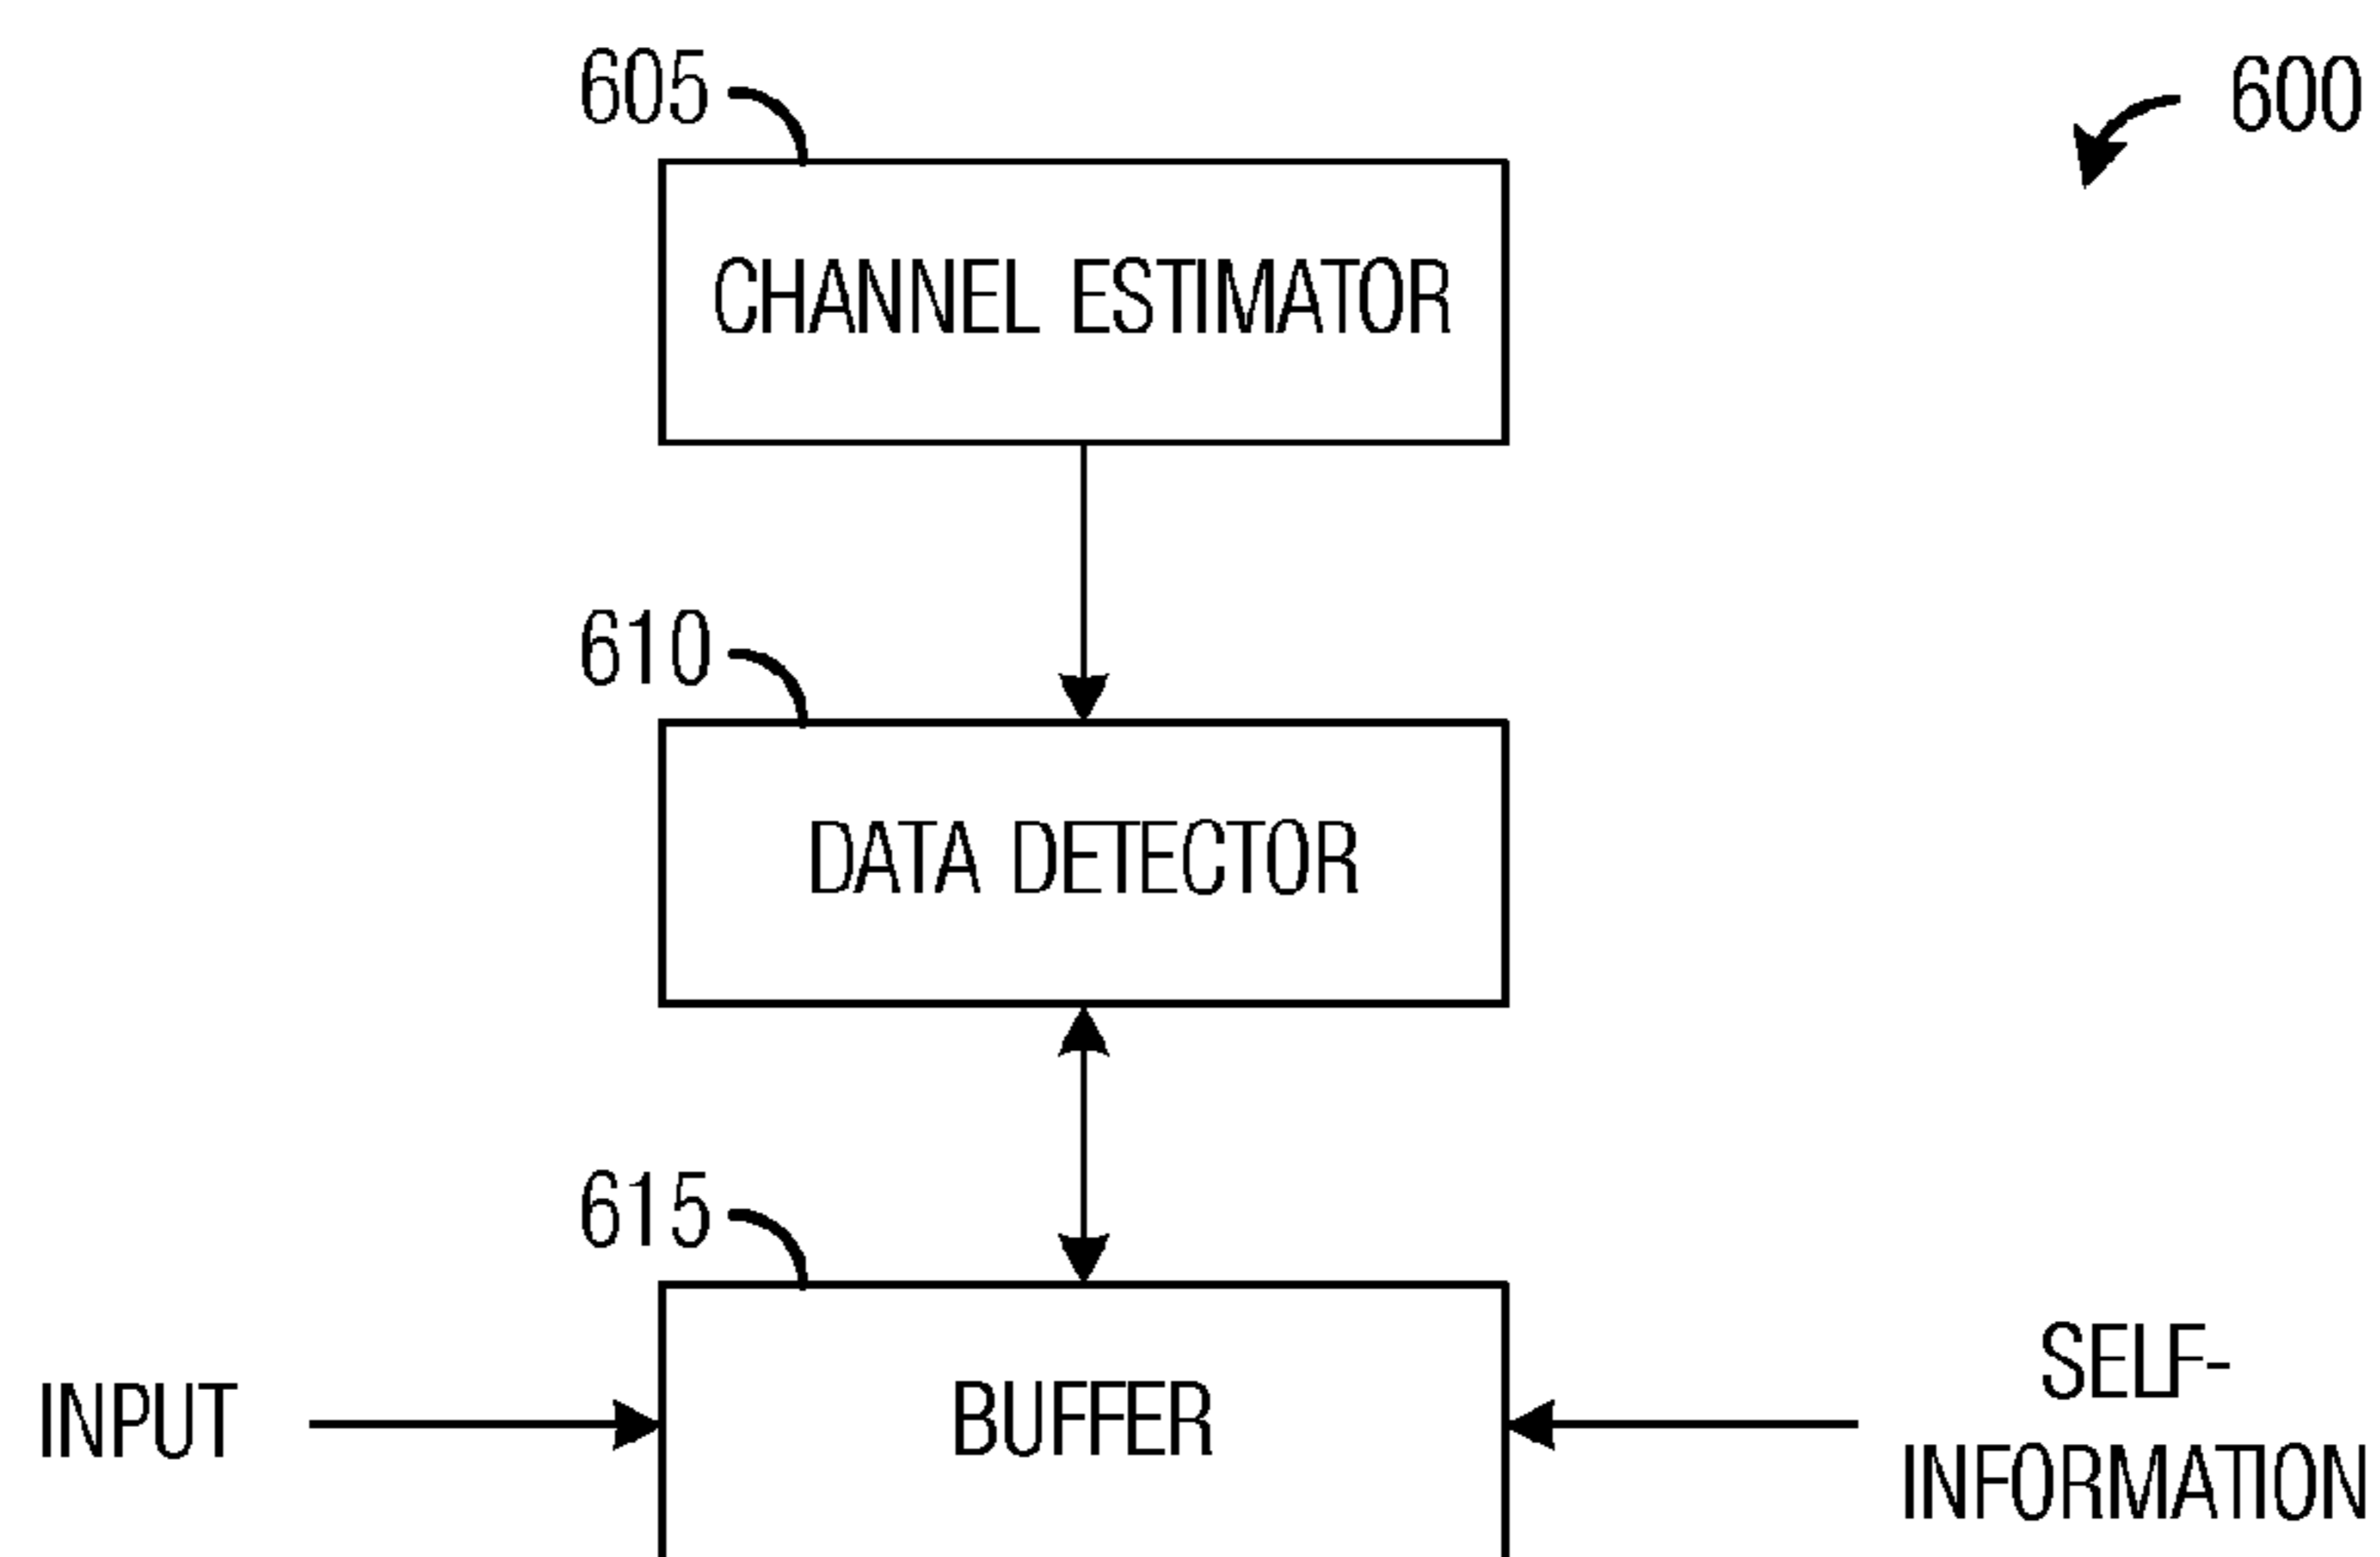 605
600
CHANNEL ESTIMATOR
610
DATA DETECTOR
615
INPUT
BUFFER
SELF-
INFORMATION